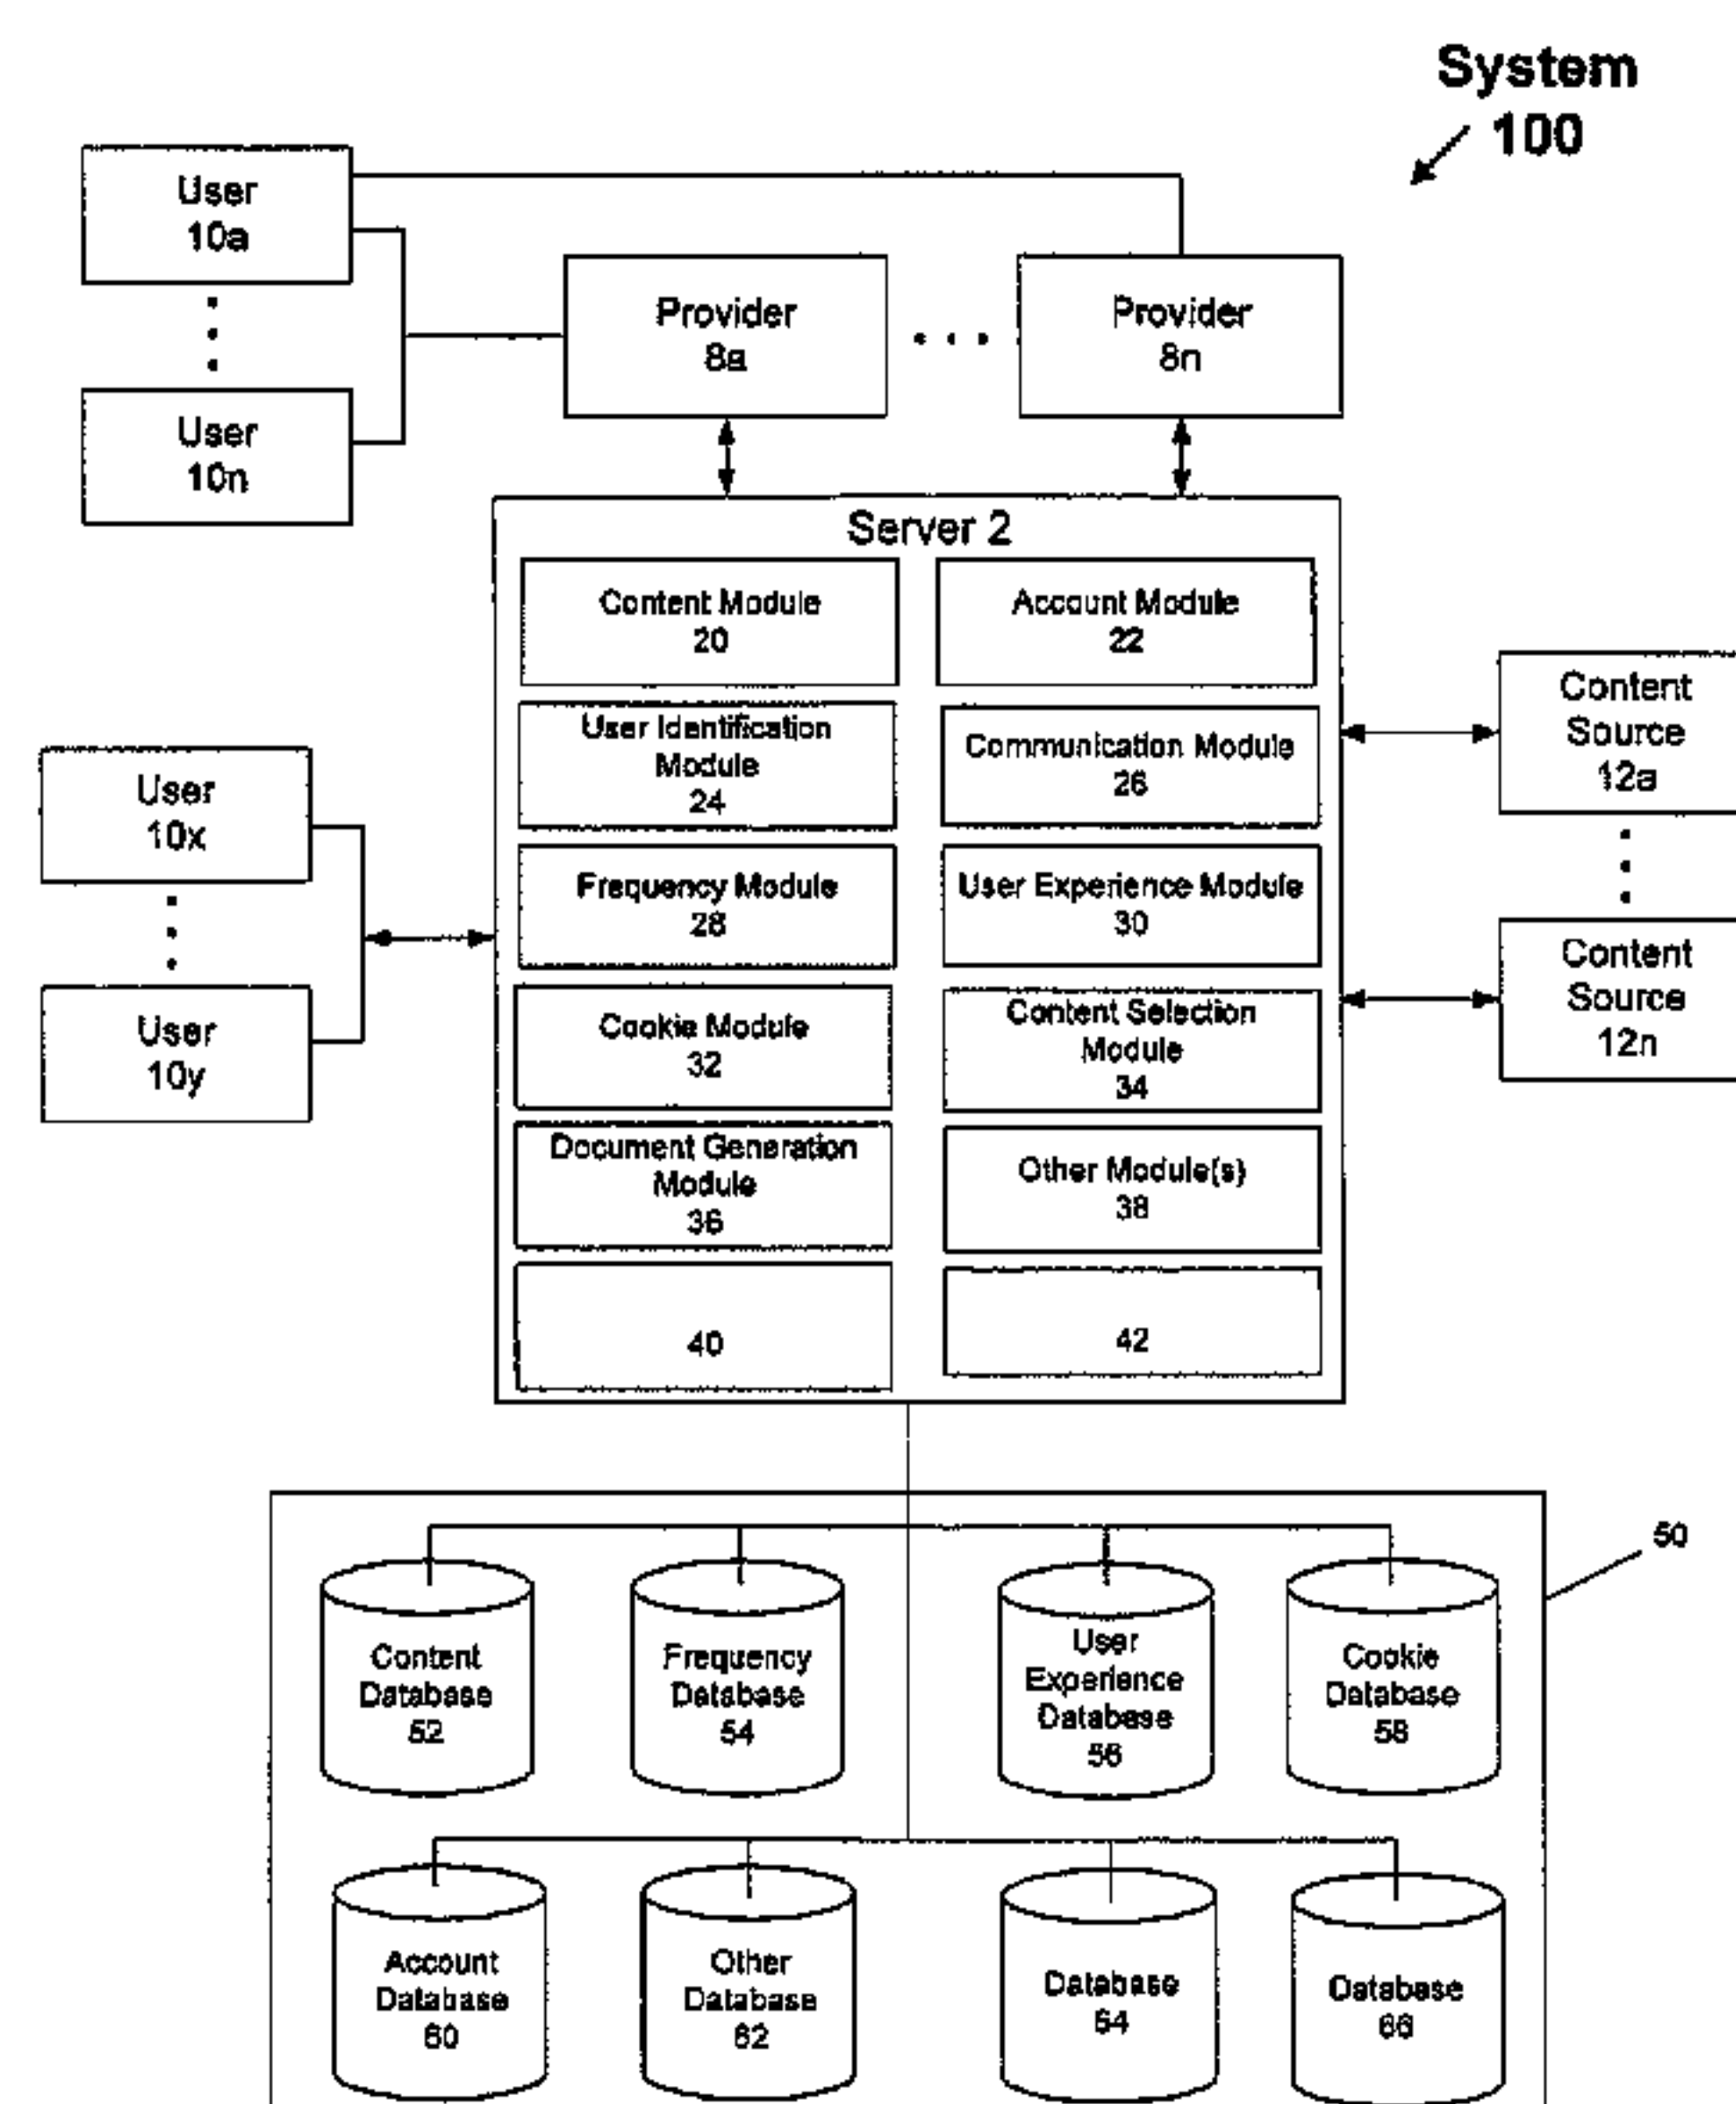 System
100
User
10a
User
10n
Provider
8a
Provider
8n
Server 2
Content Module
20
Account Module
22
User Identification
Module
24
Communication Module
26
Frequency Module
28
User Experience Module
30
Cookie Module
32
Content Selection
Module
34
Document Generation
Module
36
Other Module(s)
38
40
42
User
10x
User
10y
Content
Source
12a
Content
Source
12n
50
Content
Database
52
Frequency
Database
54
User
Experience
Database
56
Cookie
Database
58
Account
Database
60
Other
Database
62
Database
64
Database
66